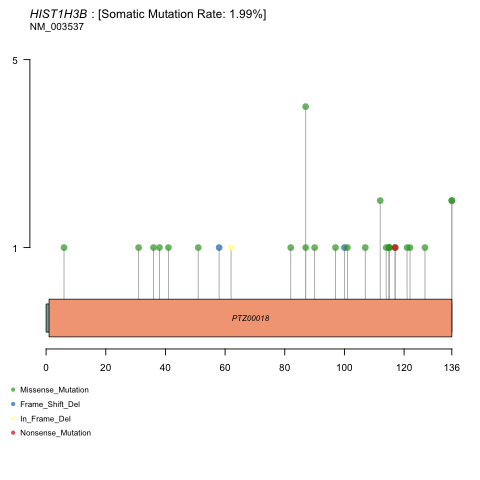 HIST1H3B : [Somatic Mutation Rate: 1.99%]
NM_003537
5
1
PTZ00018
0 20 40 60 80 100 120 136
Missense_Mutation
Frame_Shift_Del
In_Frame_Del
Nonsense_Mutation